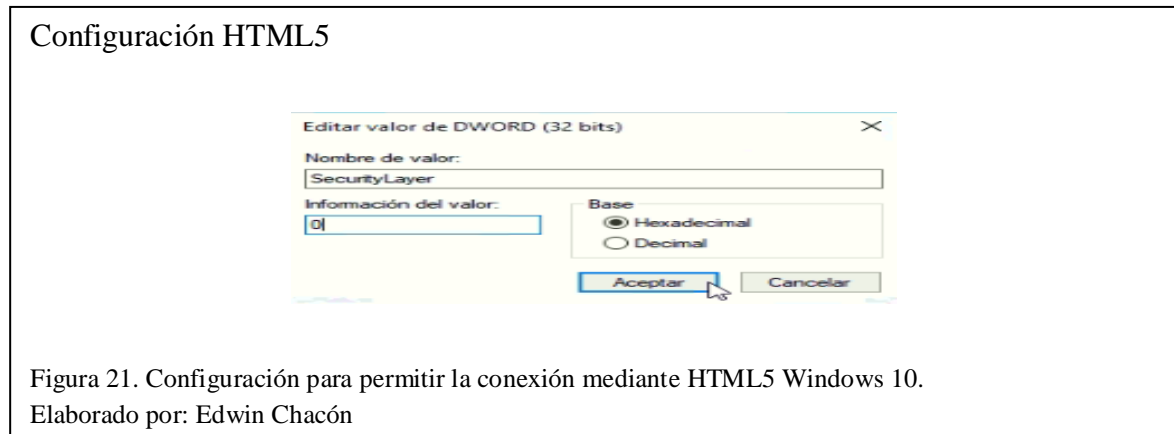 Configuración HTML5
Editar valor de DWORD (32 bits)
Nombre de valor:
SecurityLayer
Información del valor:
Base
0
Hexadecimal
Decimal
Aceptar
Cancelar
Figura 21. Configuración para permitir la conexión mediante HTML5 Windows 10.
Elaborado por: Edwin Chacón